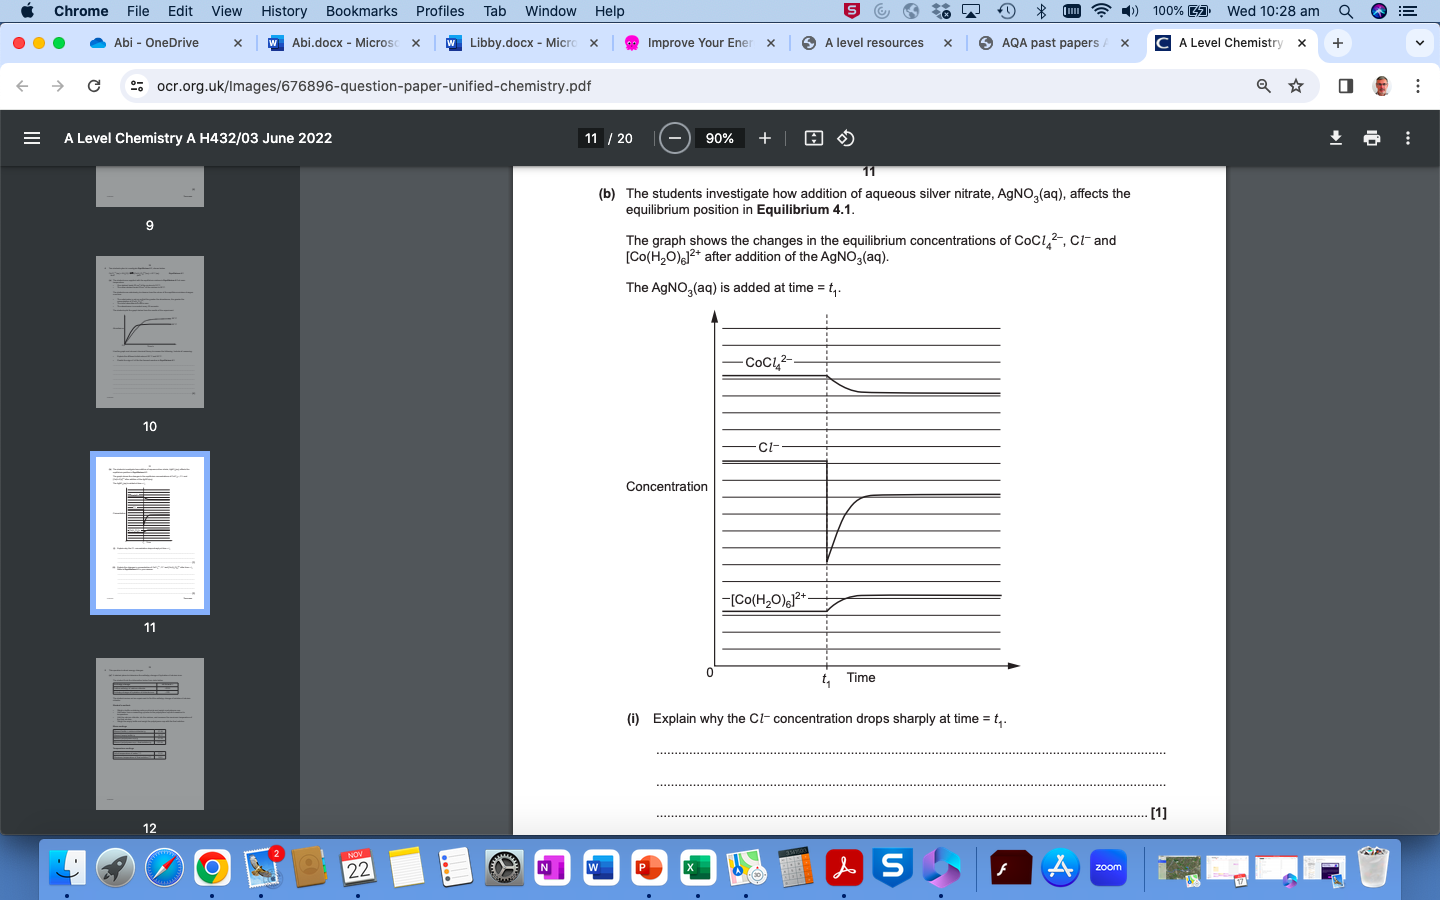 Chrome File Edit View History Bookmarks Profiles Tab Window Help 100% Wed 10:28 am
Abi - OneDrive × Abi.docx - Microso × Libby.docx - Micro × Improve Your Ener × A level resources × AQA past papers A × A Level Chemistry ×
ocr.org.uk/Images/676896-question-paper-unified-chemistry.pdf
A Level Chemistry A H432/03 June 2022 11 / 20 90%
9
10
11
12
11
(b) The students investigate how addition of aqueous silver nitrate, AgNO₃(aq), affects the
equilibrium position in Equilibrium 4.1.
The graph shows the changes in the equilibrium concentrations of CoCl₄²⁻, Cl⁻ and
[Co(H₂O)₆]²⁺ after addition of the AgNO₃(aq).
The AgNO₃(aq) is added at time = t₁.
CoCl₄²⁻
Cl⁻
Concentration
[Co(H₂O)₆]²⁺
0
t₁ Time
(i) Explain why the Cl⁻ concentration drops sharply at time = t₁.
[1]
2
NOV
22
N W P X 3D S zoom
17